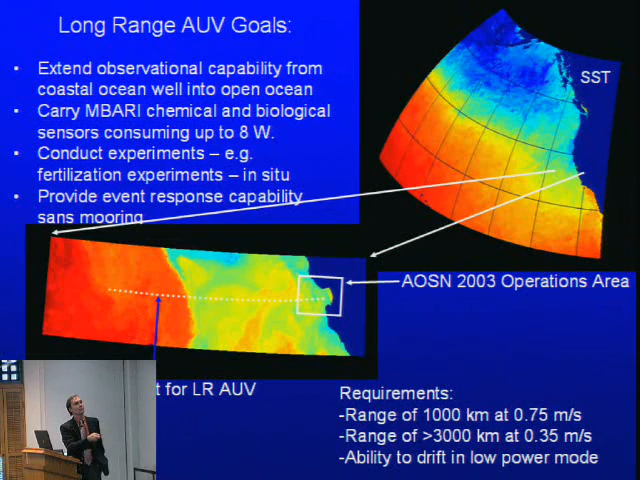 Long Range AUV Goals:
• Extend observational capability from
coastal ocean well into open ocean
• Carry MBARI chemical and biological
sensors consuming up to 8 W.
• Conduct experiments – e.g.
fertilization experiments – in situ
• Provide event response capability
sans mooring
SST
AOSN 2003 Operations Area
t for LR AUV
Requirements:
-Range of 1000 km at 0.75 m/s
-Range of >3000 km at 0.35 m/s
-Ability to drift in low power mode